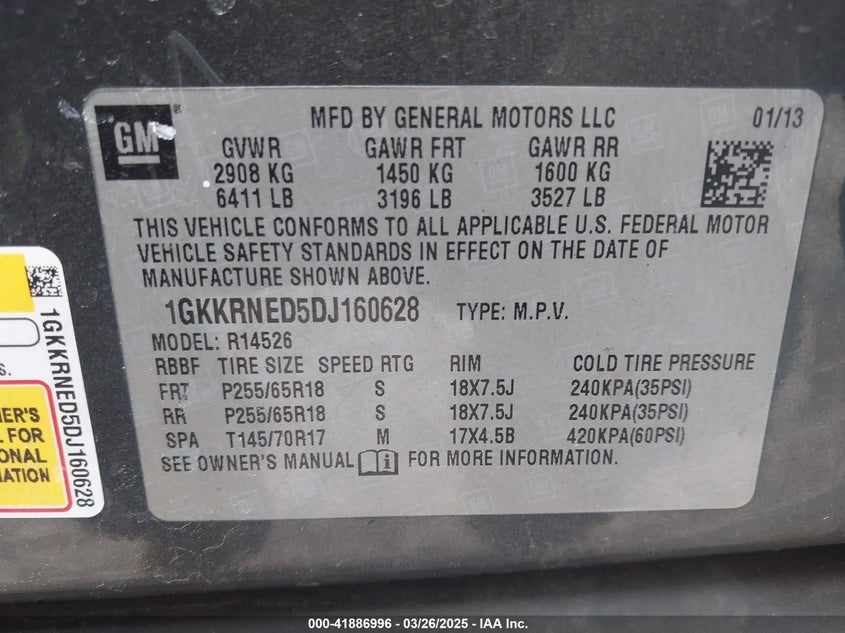 GM ®
MFD BY GENERAL MOTORS LLC 01/13
GVWR GAWR FRT GAWR RR
2908 KG 1450 KG 1600 KG
6411 LB 3196 LB 3527 LB
THIS VEHICLE CONFORMS TO ALL APPLICABLE U.S. FEDERAL MOTOR
VEHICLE SAFETY STANDARDS IN EFFECT ON THE DATE OF
MANUFACTURE SHOWN ABOVE.
1GKKRNED5DJ160628 TYPE: M.P.V.
MODEL: R14526
RBBF TIRE SIZE SPEED RTG RIM COLD TIRE PRESSURE
FRT P255/65R18 S 18X7.5J 240KPA(35PSI)
RR P255/65R18 S 18X7.5J 240KPA(35PSI)
SPA T145/70R17 M 17X4.5B 420KPA(60PSI)
SEE OWNER'S MANUAL i FOR MORE INFORMATION.
1GKKRNED5DJ160628
S.
NER'S
L FOR
IONAL
MATION
000-41886996 - 03/26/2025 - IAA Inc.